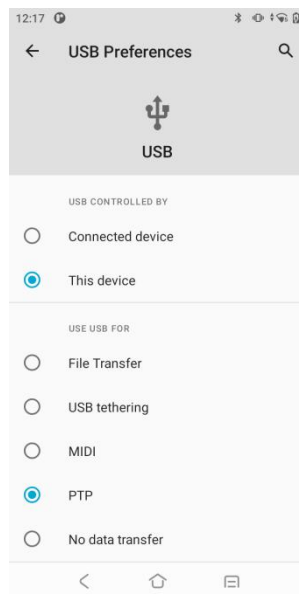 12:17
USB Preferences
USB
USB CONTROLLED BY
Connected device
This device
USE USB FOR
File Transfer
USB tethering
MIDI
PTP
No data transfer